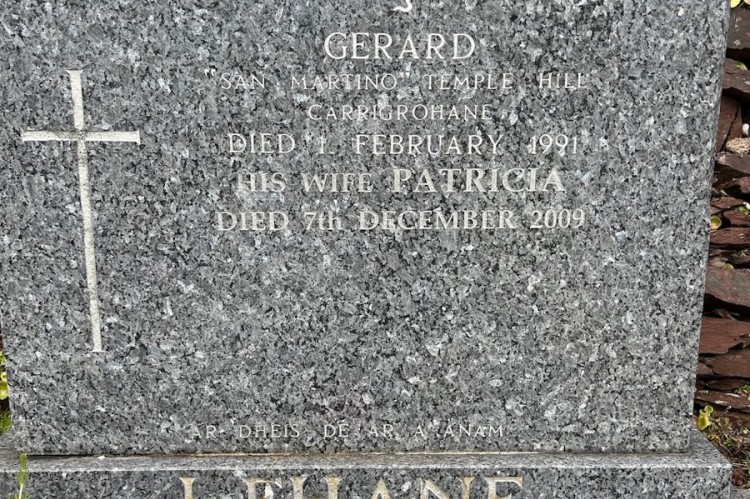 GERARD
"SAN MARTINO" TEMPLE HILL
CARRIGROHANE
DIED 1. FEBRUARY 1991
HIS WIFE PATRICIA
DIED 7th DECEMBER 2009
AR DHEIS DE AR A ANAM
LEHANE